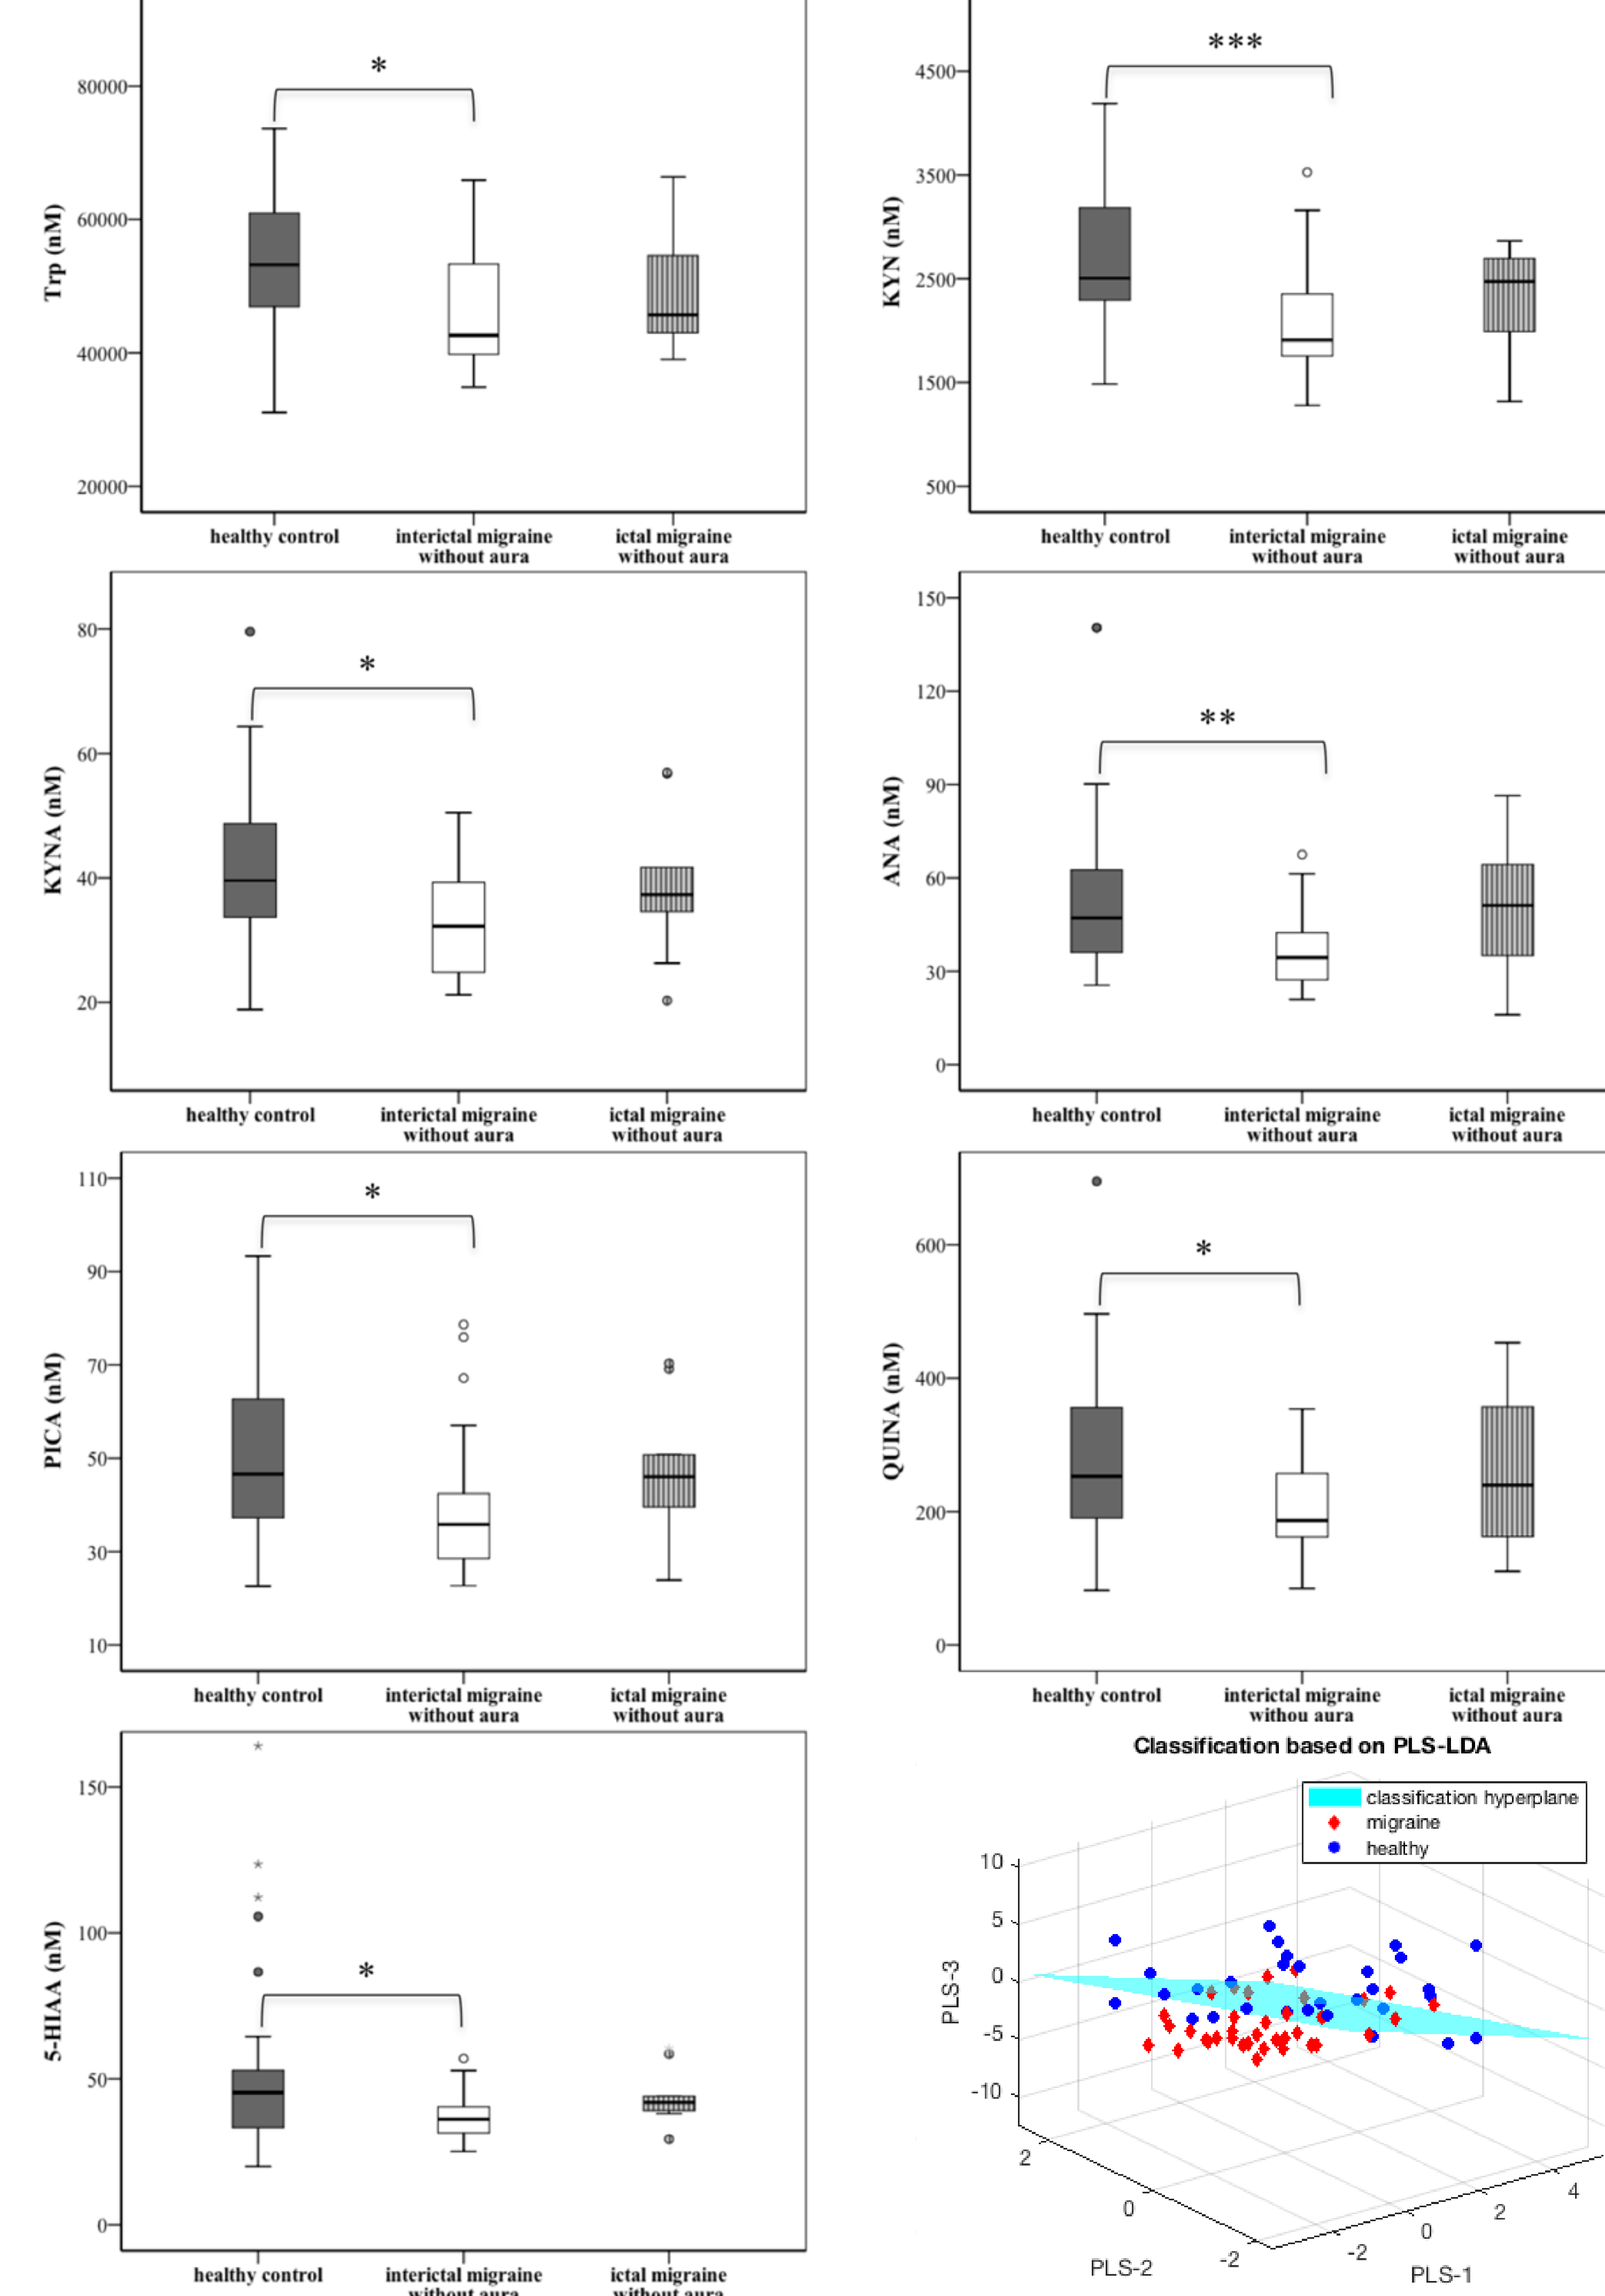 *
80000
60000
40000
20000
Trp (nM)
healthy control
interictal migraine
without aura
ictal migraine
without aura
***
4500
3500
2500
1500
500
KYN (nM)
healthy control
interictal migraine
without aura
ictal migraine
without aura
*
80
60
40
20
KYNA (nM)
healthy control
interictal migraine
without aura
ictal migraine
without aura
**
150
120
90
60
30
0
ANA (nM)
healthy control
interictal migraine
without aura
ictal migraine
without aura
*
110
90
70
50
30
10
PICA (nM)
healthy control
interictal migraine
without aura
ictal migraine
without aura
*
600
400
200
0
QUINA (nM)
healthy control
interictal migraine
withou aura
ictal migraine
without aura
*
150
100
50
0
5-HIAA (nM)
healthy control
interictal migraine
without aura
ictal migraine
without aura
Classification based on PLS-LDA
classification hyperplane
migraine
healthy
10
5
0
-5
-10
PLS-3
2
0
-2
PLS-2
-2
0
2
4
PLS-1